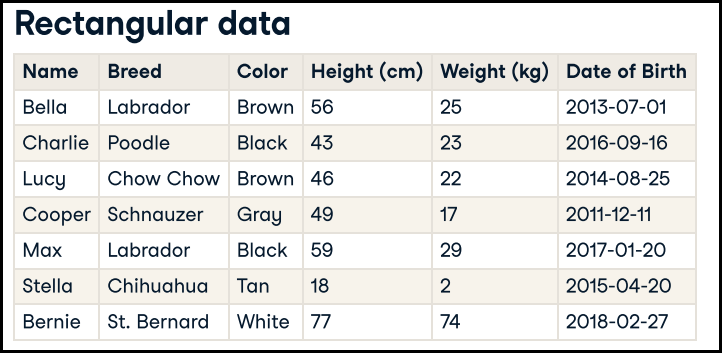 Rectangular data
Name Breed Color Height (cm) Weight (kg) Date of Birth
Bella Labrador Brown 56 25 2013-07-01
Charlie Poodle Black 43 23 2016-09-16
Lucy Chow Chow Brown 46 22 2014-08-25
Cooper Schnauzer Gray 49 17 2011-12-11
Max Labrador Black 59 29 2017-01-20
Stella Chihuahua Tan 18 2 2015-04-20
Bernie St. Bernard White 77 74 2018-02-27